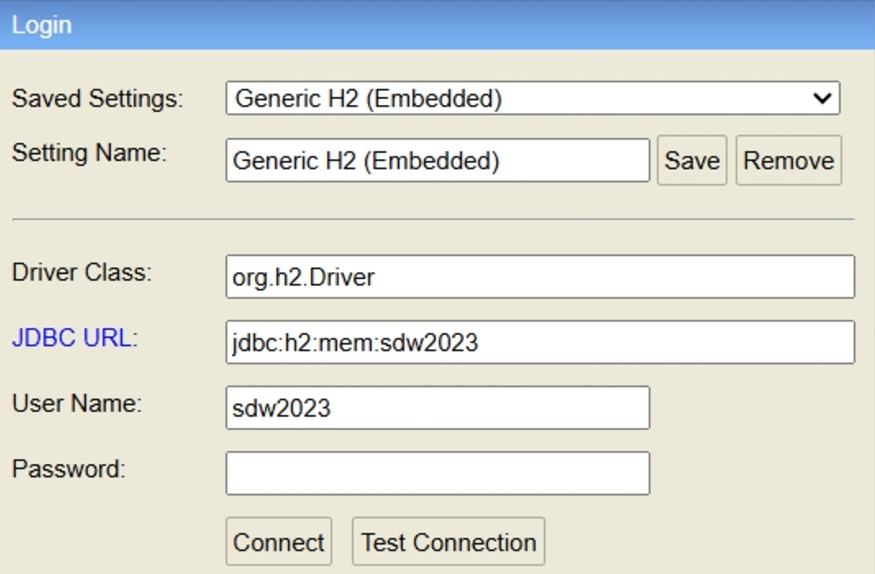 Login
Saved Settings: Generic H2 (Embedded)
Setting Name: Generic H2 (Embedded) Save Remove
Driver Class: org.h2.Driver
JDBC URL: jdbc:h2:mem:sdw2023
User Name: sdw2023
Password:
Connect Test Connection